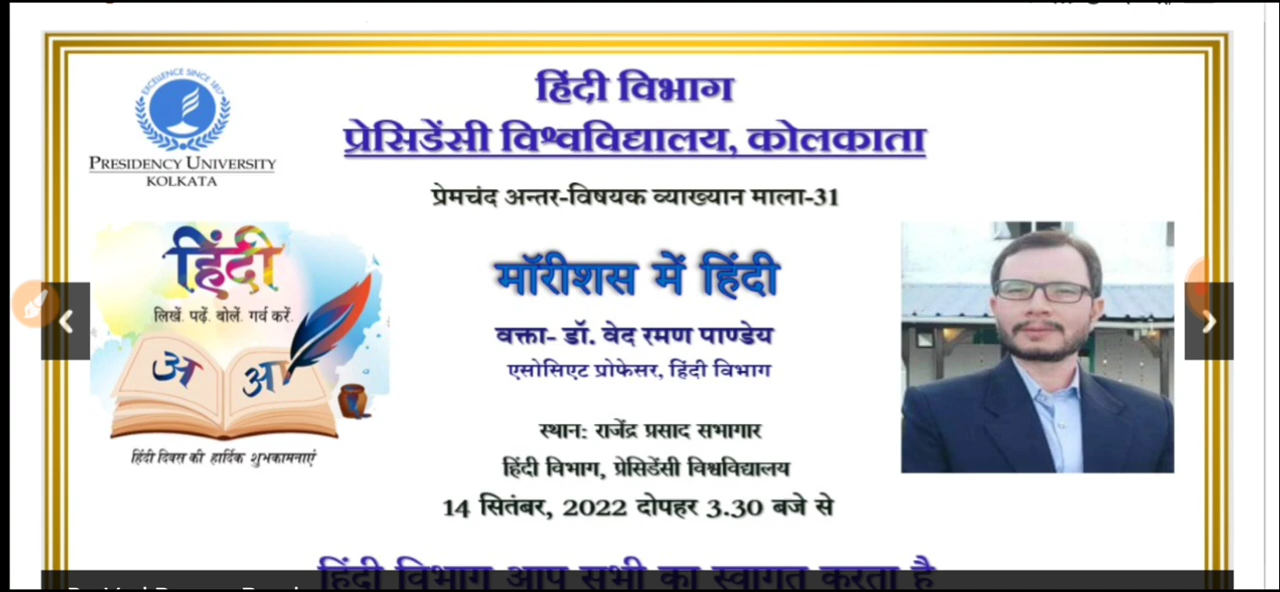 हिंदी विभाग
प्रेसिडेंसी विश्वविद्यालय, कोलकाता
EXCELLENCE SINCE 1817
PRESIDENCY UNIVERSITY
KOLKATA
प्रेमचंद अन्तर-विषयक व्याख्यान माला-31
हिंदी
लिखें. पढ़ें. बोलें. गर्व करें.
अ आ
हिंदी दिवस की हार्दिक शुभकामनाएं
मॉरीशस में हिंदी
वक्ता- डॉ. वेद रमण पाण्डेय
एसोसिएट प्रोफेसर, हिंदी विभाग
स्थान: राजेंद्र प्रसाद सभागार
हिंदी विभाग, प्रेसिडेंसी विश्वविद्यालय
14 सितंबर, 2022 दोपहर 3.30 बजे से
हिंदी विभाग आप सभी का स्वागत करता है